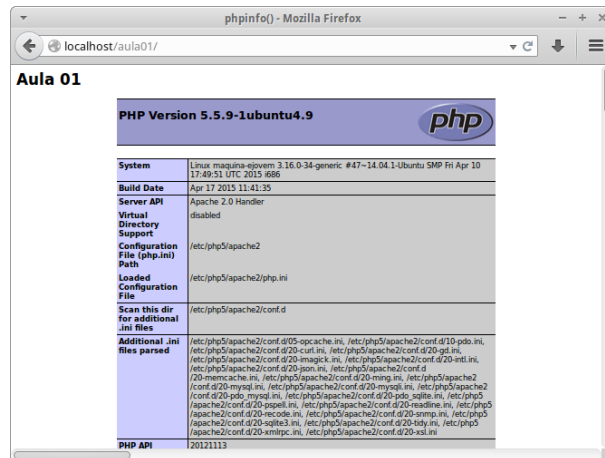 phpinfo() - Mozilla Firefox
localhost/aula01/
Aula 01
PHP Version 5.5.9-1ubuntu4.9
php
System
Linux maquina-ejovem 3.16.0-34-generic #47~14.04.1-Ubuntu SMP Fri Apr 10
17:49:51 UTC 2015 i686
Build Date
Apr 17 2015 11:41:35
Server API
Apache 2.0 Handler
Virtual
Directory
Support
disabled
Configuration
File (php.ini)
Path
/etc/php5/apache2
Loaded
Configuration
File
/etc/php5/apache2/php.ini
Scan this dir
for additional
.ini files
/etc/php5/apache2/conf.d
Additional .ini
files parsed
/etc/php5/apache2/conf.d/05-opcache.ini, /etc/php5/apache2/conf.d/10-pdo.ini,
/etc/php5/apache2/conf.d/20-curl.ini, /etc/php5/apache2/conf.d/20-gd.ini,
/etc/php5/apache2/conf.d/20-imagick.ini, /etc/php5/apache2/conf.d/20-intl.ini,
/etc/php5/apache2/conf.d/20-json.ini, /etc/php5/apache2/conf.d
/20-memcache.ini, /etc/php5/apache2/conf.d/20-ming.ini, /etc/php5/apache2
/conf.d/20-mysql.ini, /etc/php5/apache2/conf.d/20-mysqli.ini, /etc/php5/apache2
/conf.d/20-pdo_mysql.ini, /etc/php5/apache2/conf.d/20-pdo_sqlite.ini, /etc/php5
/apache2/conf.d/20-pspell.ini, /etc/php5/apache2/conf.d/20-readline.ini, /etc/php5
/apache2/conf.d/20-recode.ini, /etc/php5/apache2/conf.d/20-snmp.ini, /etc/php5
/apache2/conf.d/20-sqlite3.ini, /etc/php5/apache2/conf.d/20-tidy.ini, /etc/php5
/apache2/conf.d/20-xmlrpc.ini, /etc/php5/apache2/conf.d/20-xsl.ini
PHP API
20121113